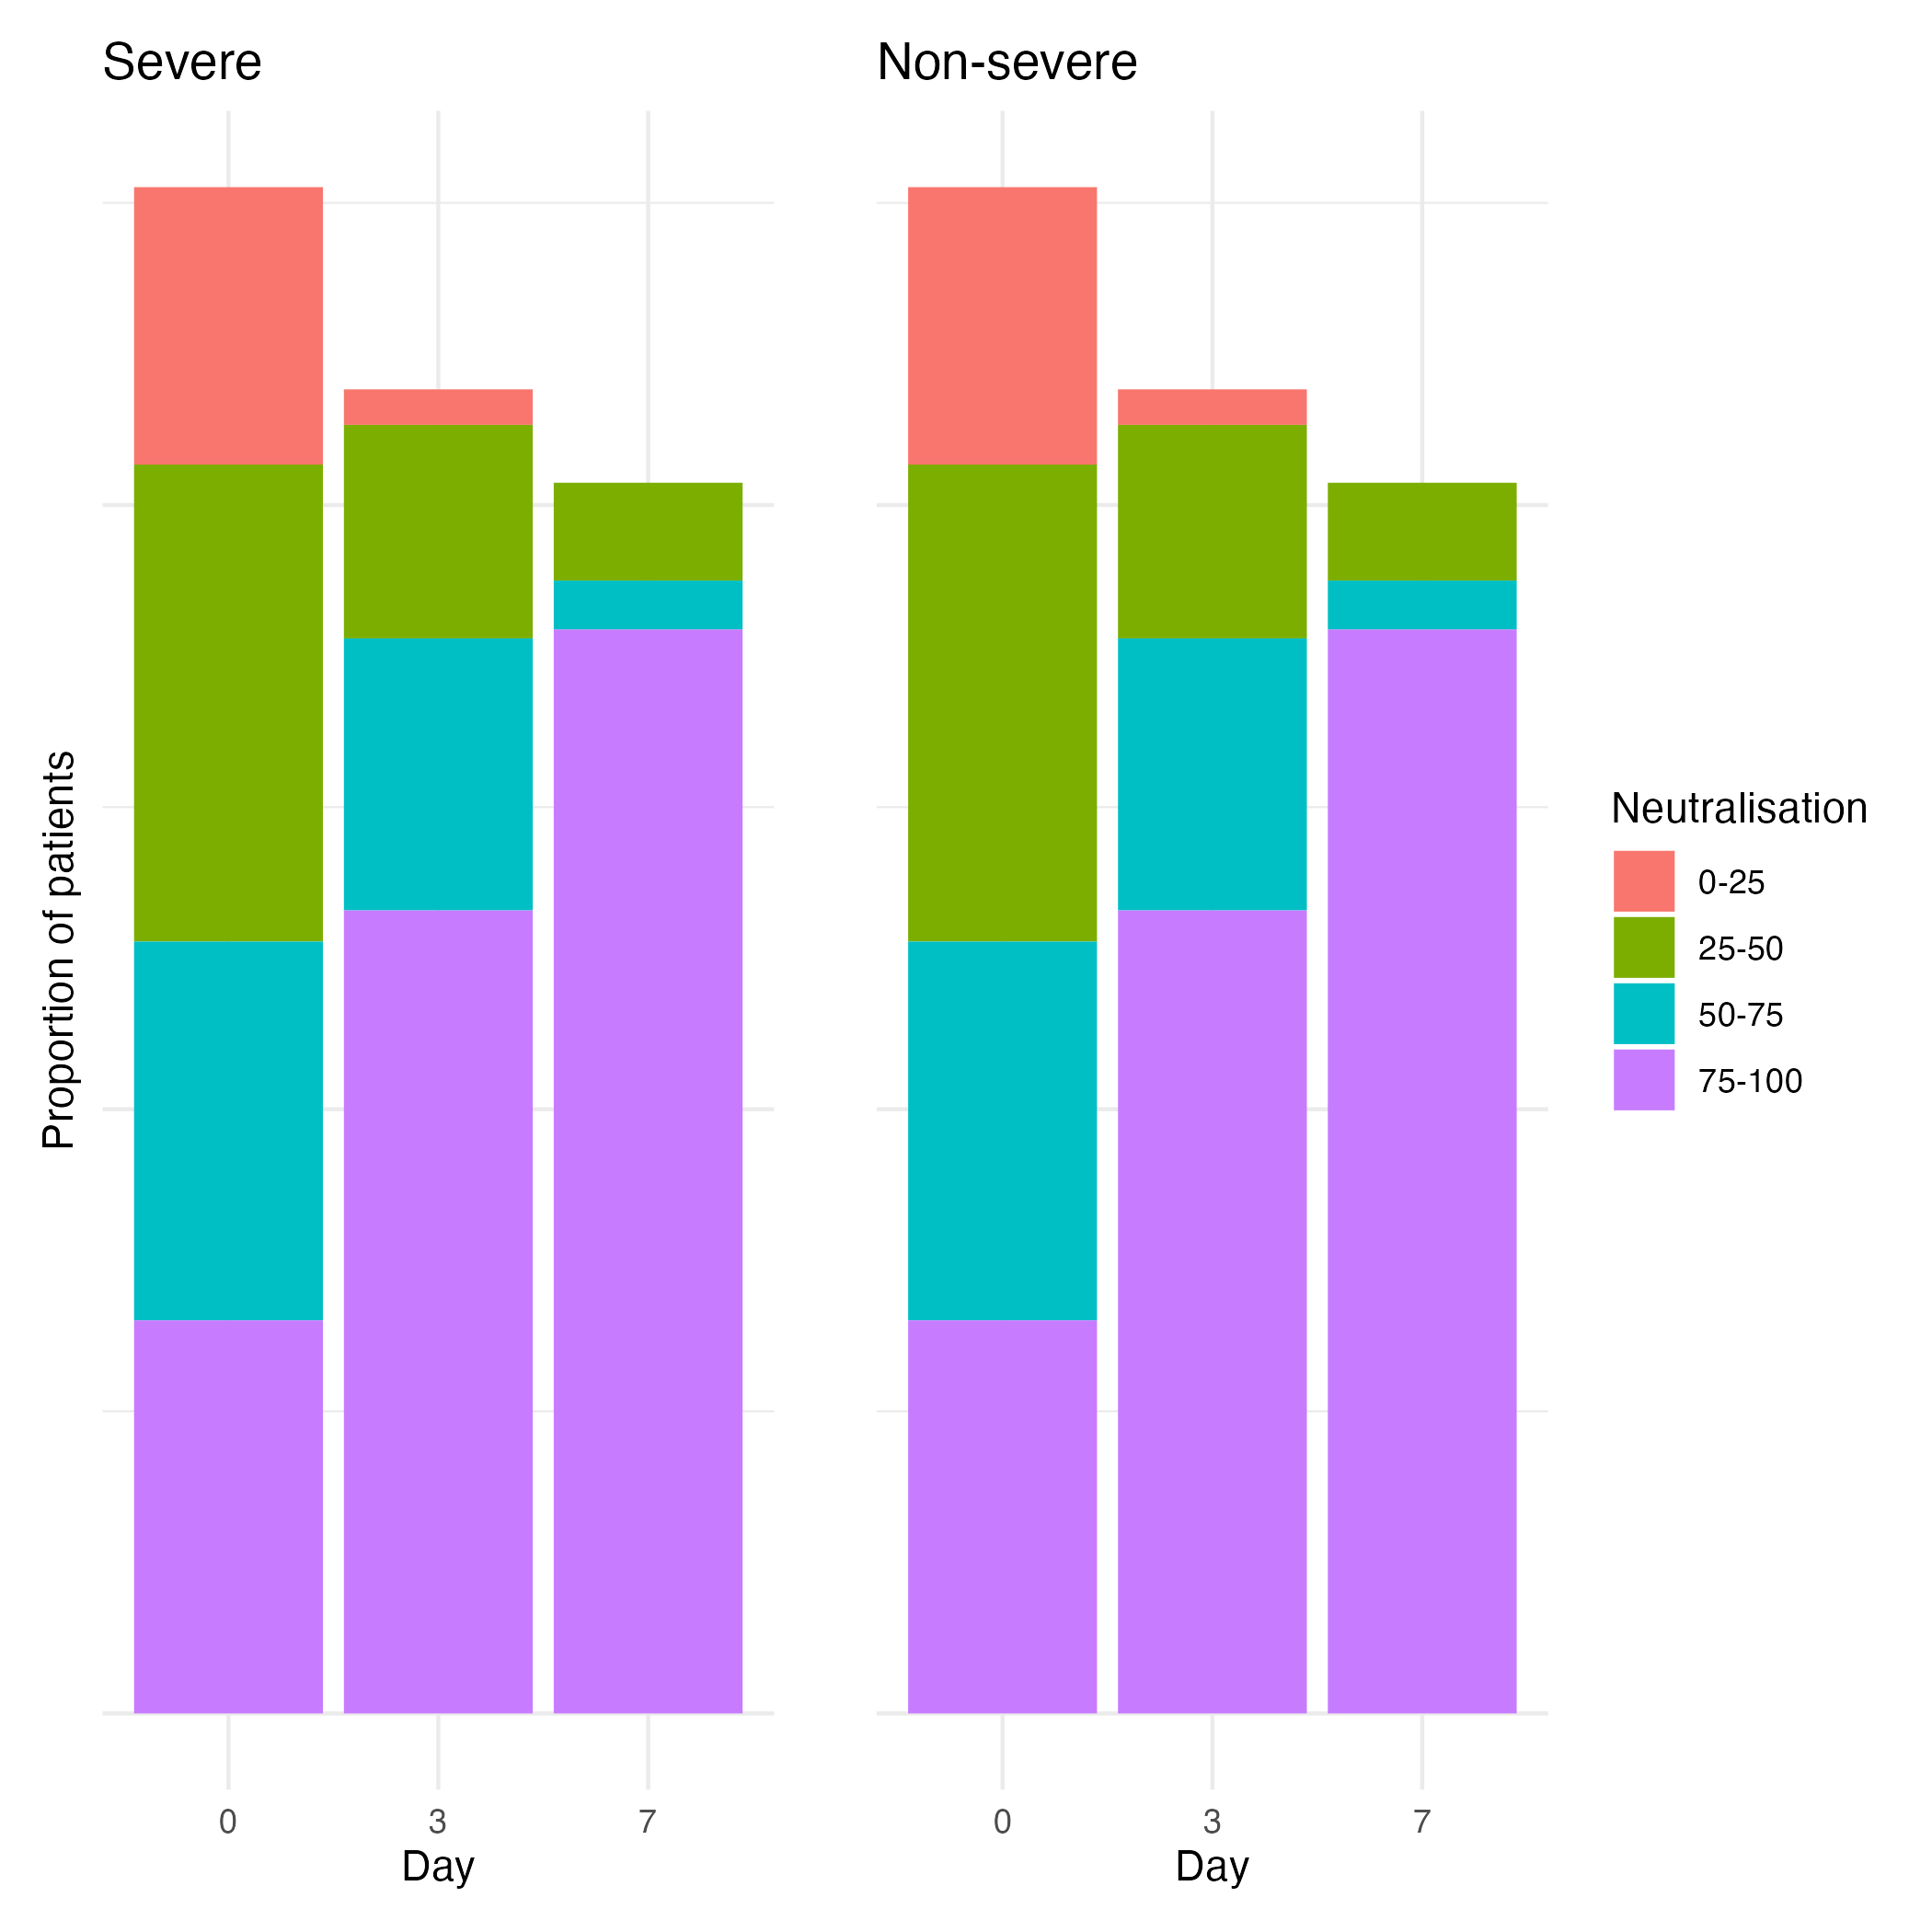 Severe
Non-severe
Proportion of patients
0
3
7
Day
0
3
7
Day
Neutralisation
0-25
25-50
50-75
75-100